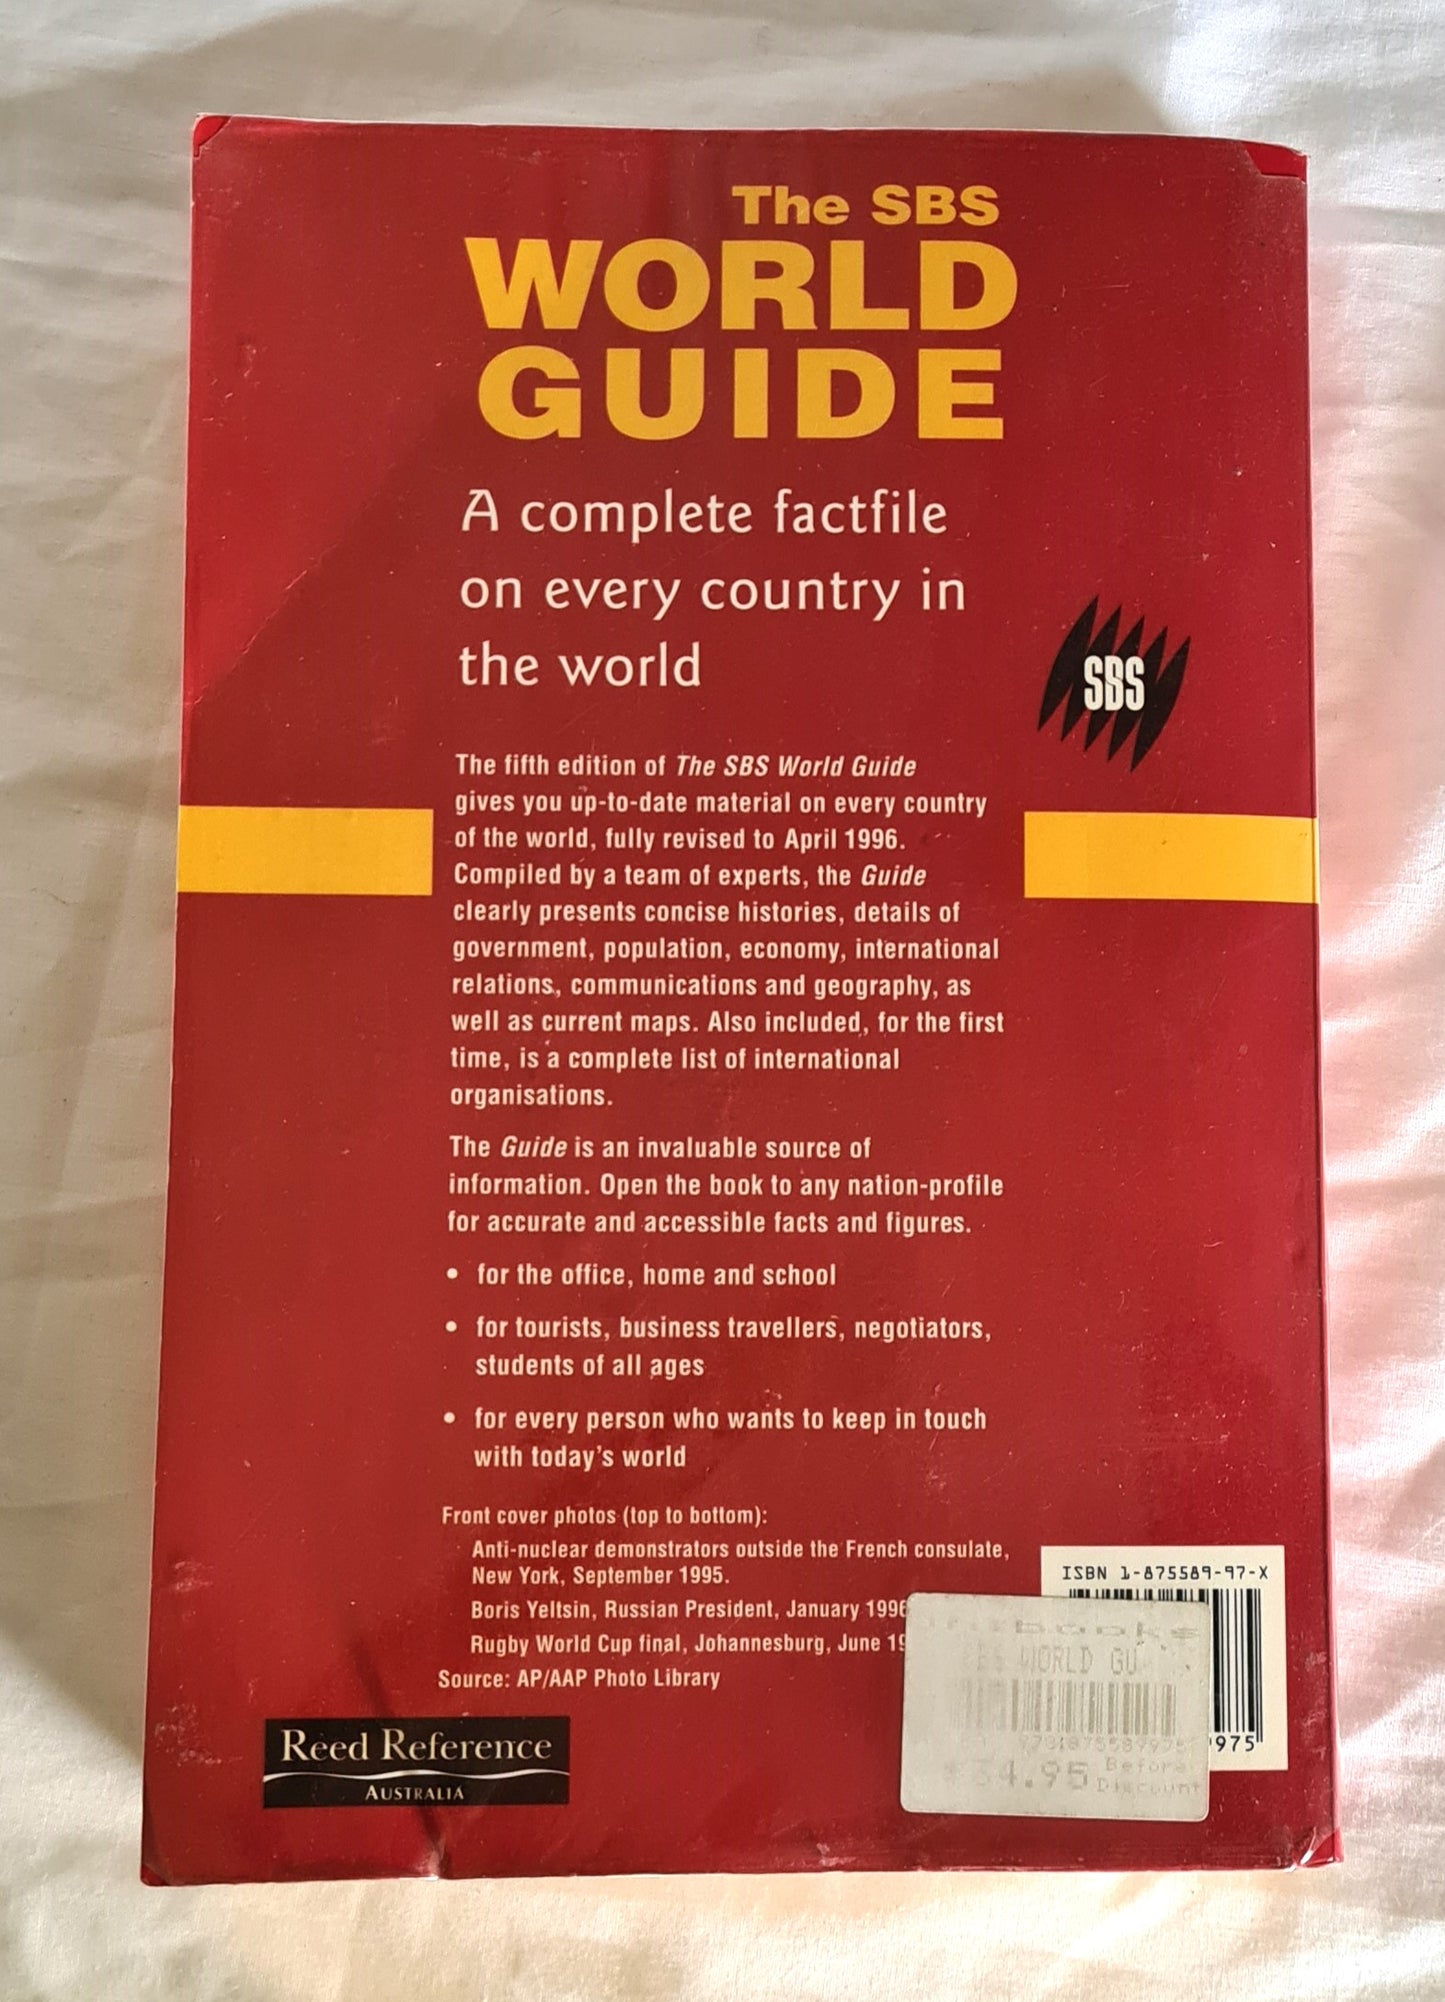 The SBS
WORLD
GUIDE
A complete factfile
on every country in
the world
SBS
The fifth edition of The SBS World Guide
gives you up-to-date material on every country
of the world, fully revised to April 1996.
Compiled by a team of experts, the Guide
clearly presents concise histories, details of
government, population, economy, international
relations, communications and geography, as
well as current maps. Also included, for the first
time, is a complete list of international
organisations.
The Guide is an invaluable source of
information. Open the book to any nation-profile
for accurate and accessible facts and figures.
• for the office, home and school
• for tourists, business travellers, negotiators,
students of all ages
• for every person who wants to keep in touch
with today's world
Front cover photos (top to bottom):
Anti-nuclear demonstrators outside the French consulate,
New York, September 1995.
Boris Yeltsin, Russian President, January 1996
Rugby World Cup final, Johannesburg, June
Source: AP/AAP Photo Library
ISBN 1-875589-97-X
WORLD GU
4.95 Before
Discount
975
Reed Reference
AUSTRALIA